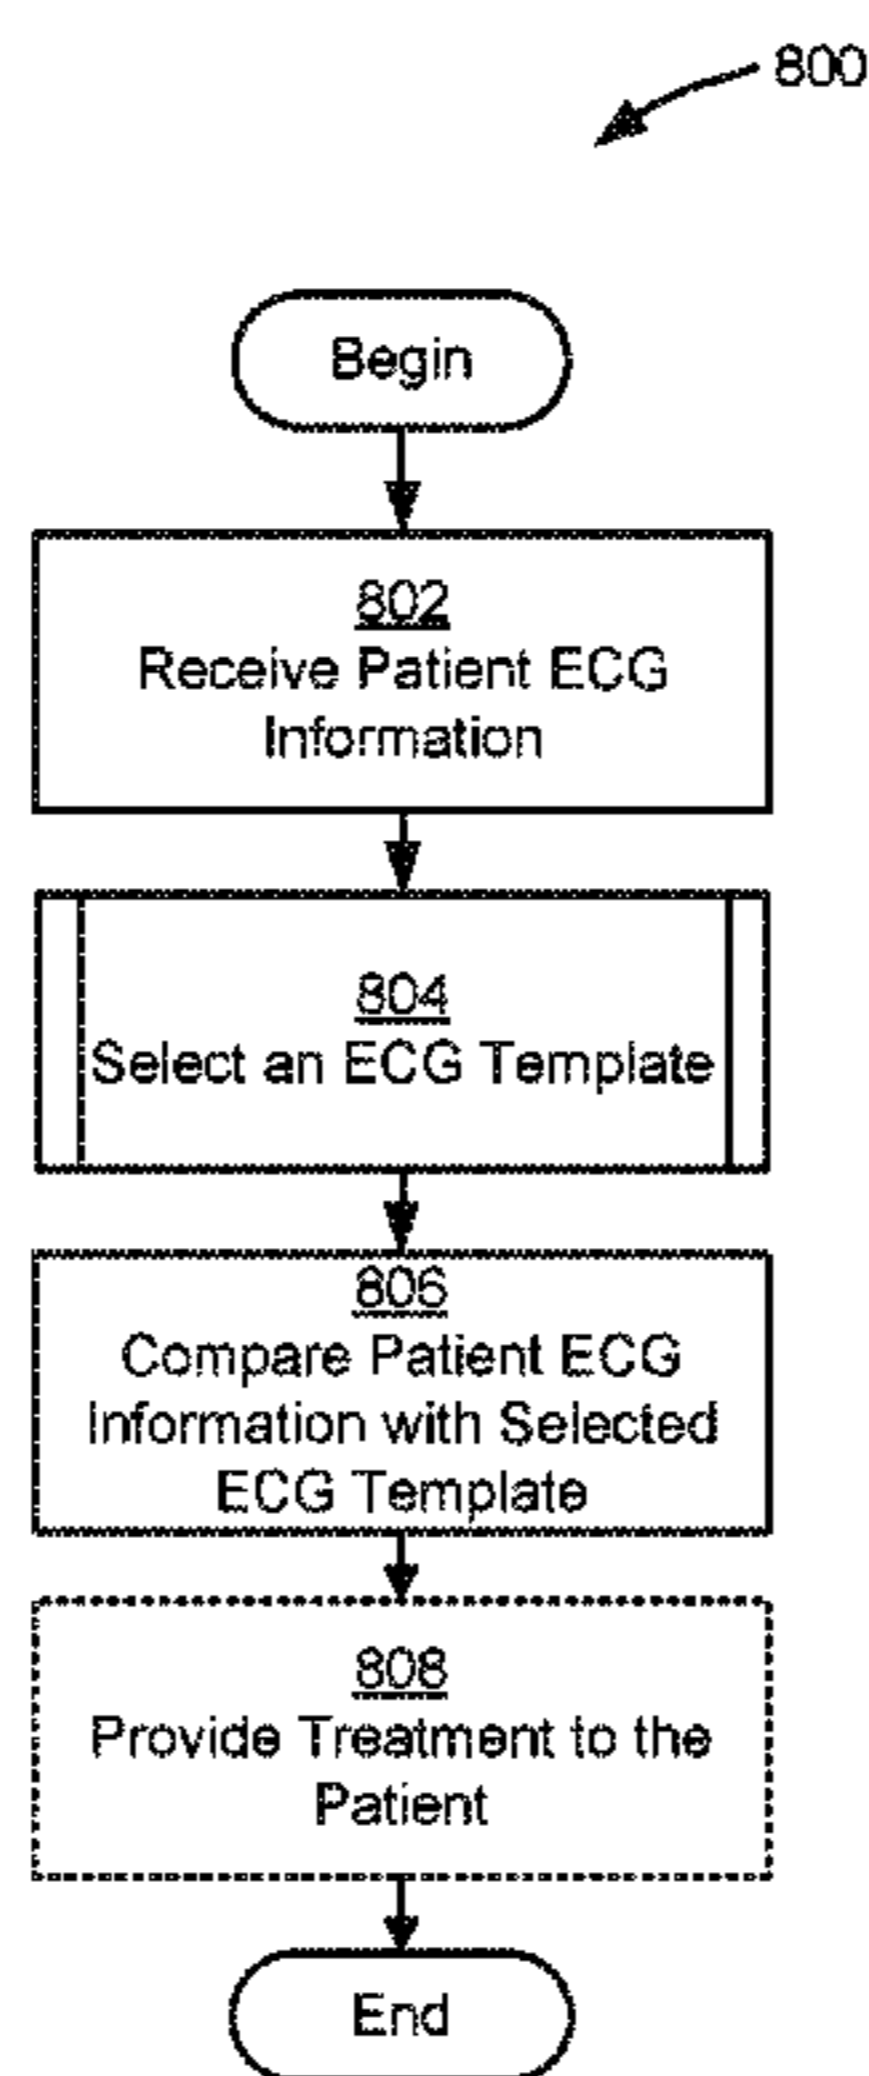 800
Begin
802
Receive Patient ECG
Information
804
Select an ECG Template
806
Compare Patient ECG
Information with Selected
ECG Template
808
Provide Treatment to the
Patient
End